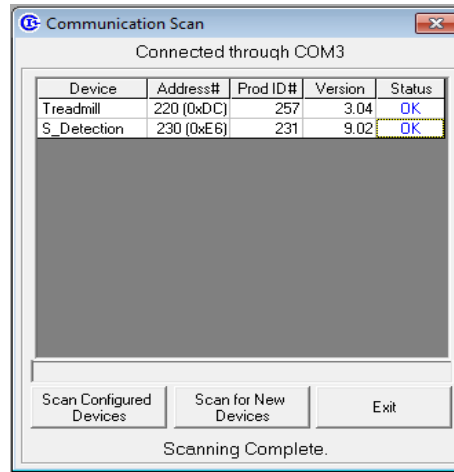 Communication Scan
Connected through COM3
Device Address# Prod ID# Version Status
Treadmill 220 (0xDC) 257 3.04 OK
S_Detection 230 (0xE6) 231 9.02 OK
Scan Configured Devices
Scan for New Devices
Exit
Scanning Complete.